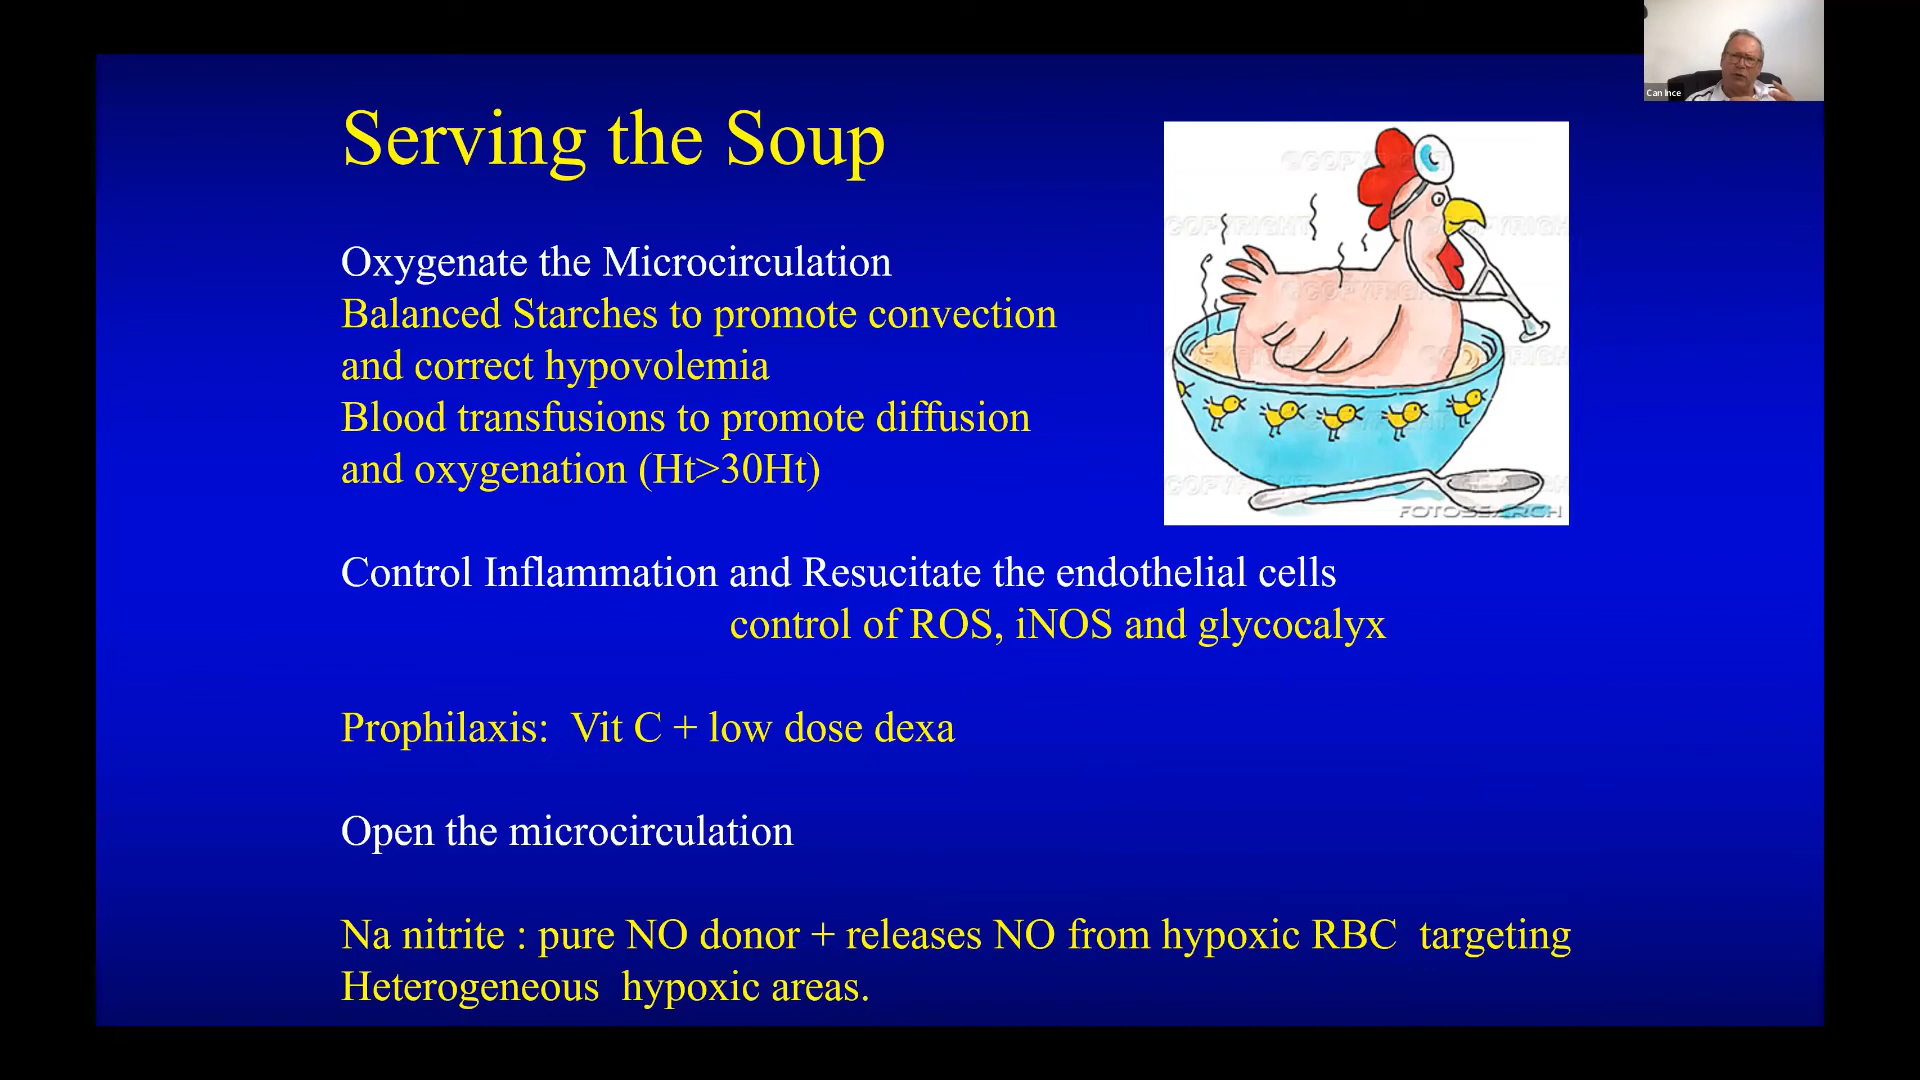 Can Ince
Serving the Soup
Oxygenate the Microcirculation
Balanced Starches to promote convection
and correct hypovolemia
Blood transfusions to promote diffusion
and oxygenation (Ht>30Ht)
COPYRIGHT
FOTOSEARCH
Control Inflammation and Resucitate the endothelial cells
control of ROS, iNOS and glycocalyx
Prophilaxis: Vit C + low dose dexa
Open the microcirculation
Na nitrite : pure NO donor + releases NO from hypoxic RBC targeting
Heterogeneous hypoxic areas.